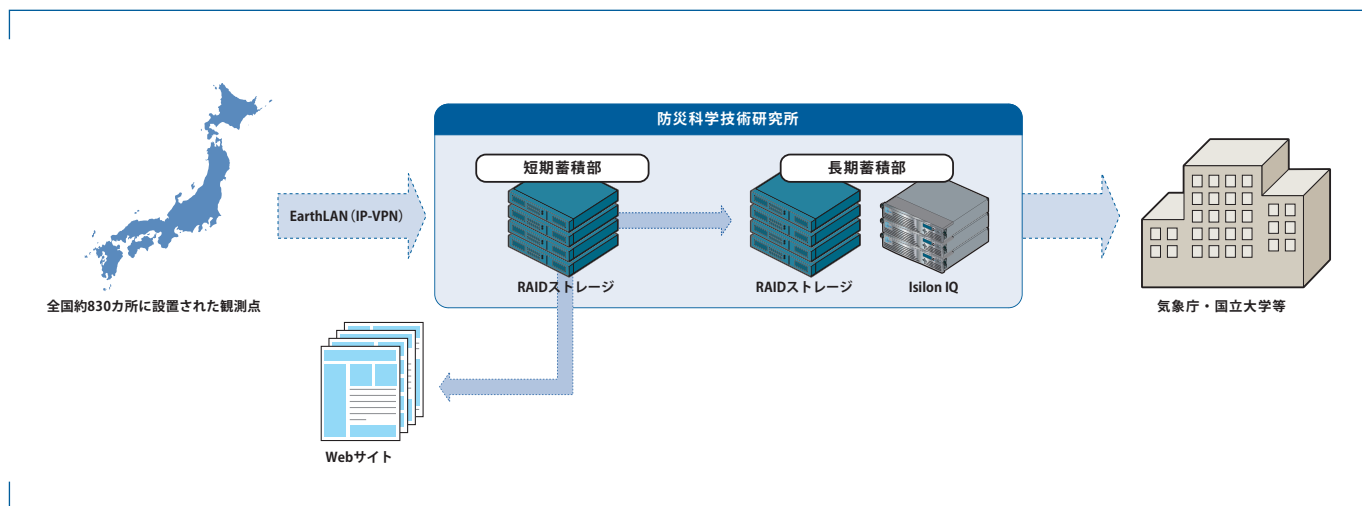 防災科学技術研究所
短期蓄積部
長期蓄積部
EarthLAN（IP-VPN）
RAIDストレージ
RAIDストレージ
Isilon IQ
全国約830カ所に設置された観測点
気象庁・国立大学等
Webサイト